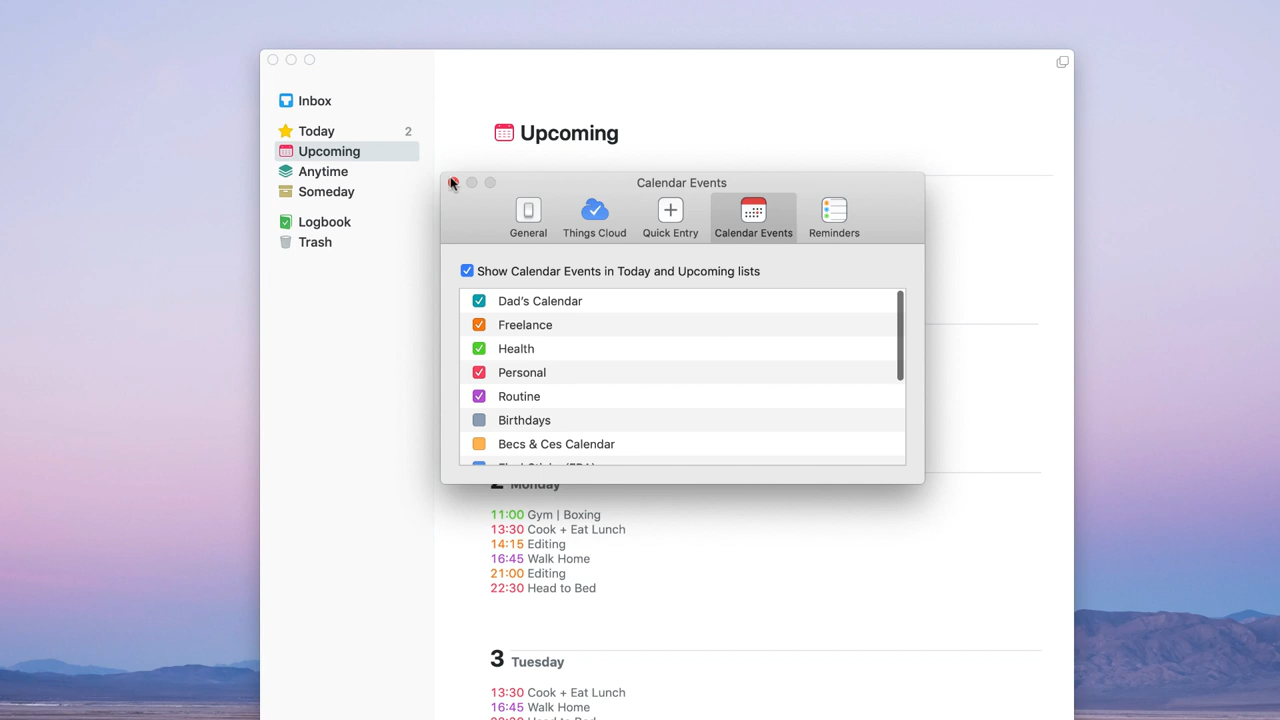 Inbox
Today 2
Upcoming
Anytime
Someday
Logbook
Trash
Upcoming
Calendar Events
General Things Cloud Quick Entry Calendar Events Reminders
Show Calendar Events in Today and Upcoming lists
Dad's Calendar
Freelance
Health
Personal
Routine
Birthdays
Becs & Ces Calendar
2 Monday
11:00 Gym | Boxing
13:30 Cook + Eat Lunch
14:15 Editing
16:45 Walk Home
21:00 Editing
22:30 Head to Bed
3 Tuesday
13:30 Cook + Eat Lunch
16:45 Walk Home